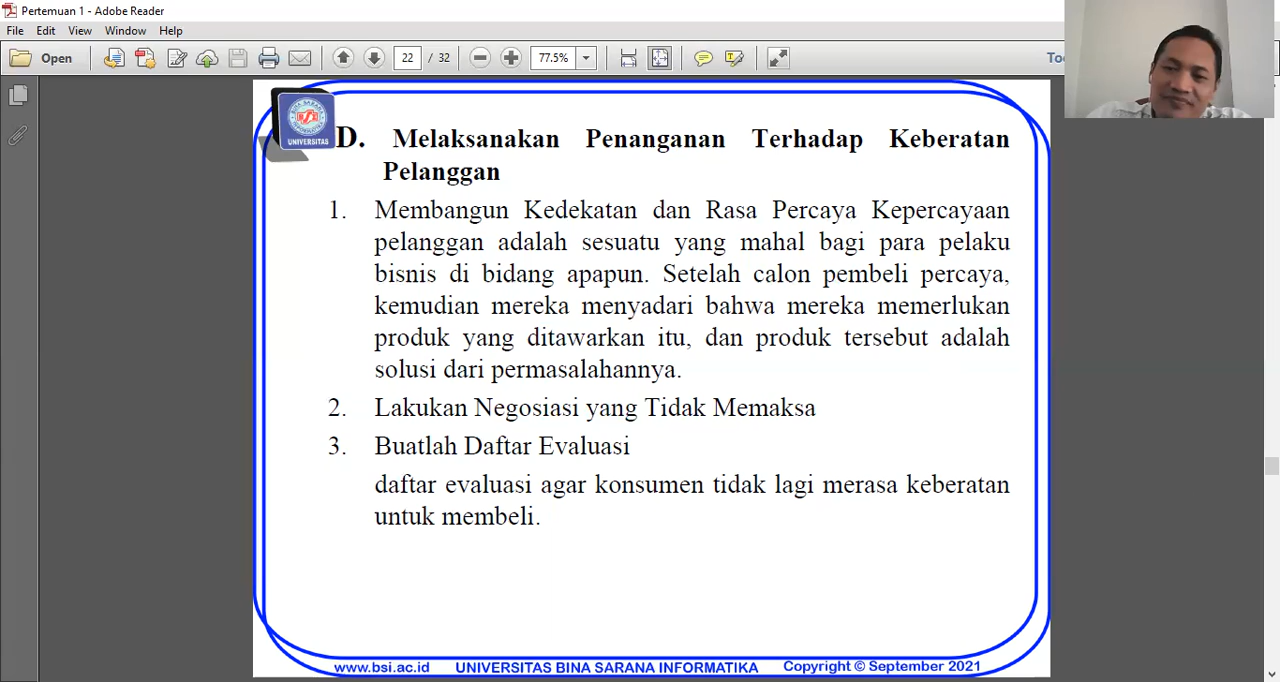 Pertemuan 1 - Adobe Reader
File Edit View Window Help
Open 22 / 32 77.5%
BINA SARANA
BSI
UNIVERSITAS
D. Melaksanakan Penanganan Terhadap Keberatan
Pelanggan
1. Membangun Kedekatan dan Rasa Percaya Kepercayaan
pelanggan adalah sesuatu yang mahal bagi para pelaku
bisnis di bidang apapun. Setelah calon pembeli percaya,
kemudian mereka menyadari bahwa mereka memerlukan
produk yang ditawarkan itu, dan produk tersebut adalah
solusi dari permasalahannya.
2. Lakukan Negosiasi yang Tidak Memaksa
3. Buatlah Daftar Evaluasi
daftar evaluasi agar konsumen tidak lagi merasa keberatan
untuk membeli.
www.bsi.ac.id UNIVERSITAS BINA SARANA INFORMATIKA Copyright © September 2021